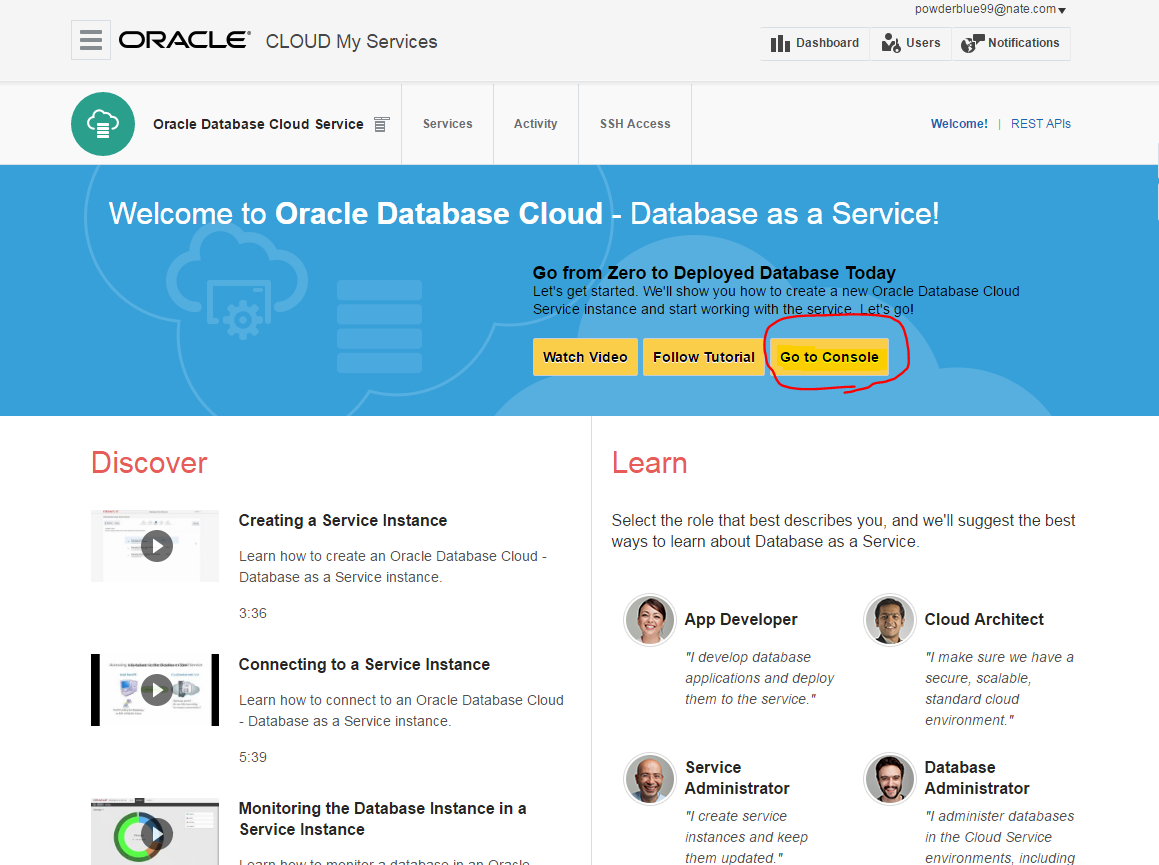 powderblue99@nate.com
ORACLE CLOUD My Services
Dashboard Users Notifications
Oracle Database Cloud Service Services Activity SSH Access Welcome! | REST APIs
Welcome to Oracle Database Cloud - Database as a Service!
Go from Zero to Deployed Database Today
Let's get started. We'll show you how to create a new Oracle Database Cloud
Service instance and start working with the service. Let's go!
Watch Video Follow Tutorial Go to Console
Discover
Creating a Service Instance
Learn how to create an Oracle Database Cloud -
Database as a Service instance.
3:36
Connecting to a Service Instance
Learn how to connect to an Oracle Database Cloud
- Database as a Service instance.
5:39
Monitoring the Database Instance in a
Service Instance
Learn how to monitor a database in an Oracle
Learn
Select the role that best describes you, and we'll suggest the best
ways to learn about Database as a Service.
App Developer
"I develop database
applications and deploy
them to the service."
Cloud Architect
"I make sure we have a
secure, scalable,
standard cloud
environment."
Service
Administrator
"I create service
instances and keep
them updated."
Database
Administrator
"I administer databases
in the Cloud Service
environments, including